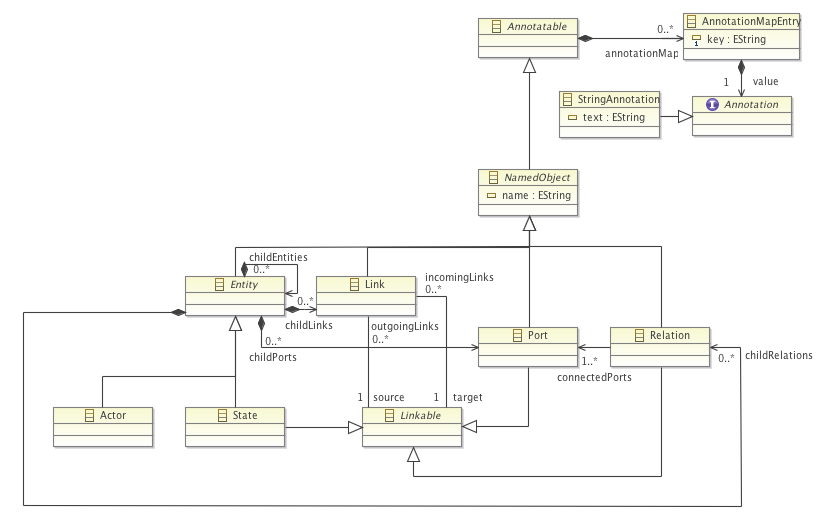 Annotatable
0..*
annotationMap
AnnotationMapEntry
key : EString
1
value
StringAnnotation
text : EString
Annotation
NamedObject
name : EString
childEntities
0..*
Entity
0..*
childLinks
Link
incomingLinks
0..*
outgoingLinks
0..*
0..*
childPorts
Port
1..*
connectedPorts
Relation
0..*
childRelations
1
source
1
target
Actor
State
Linkable